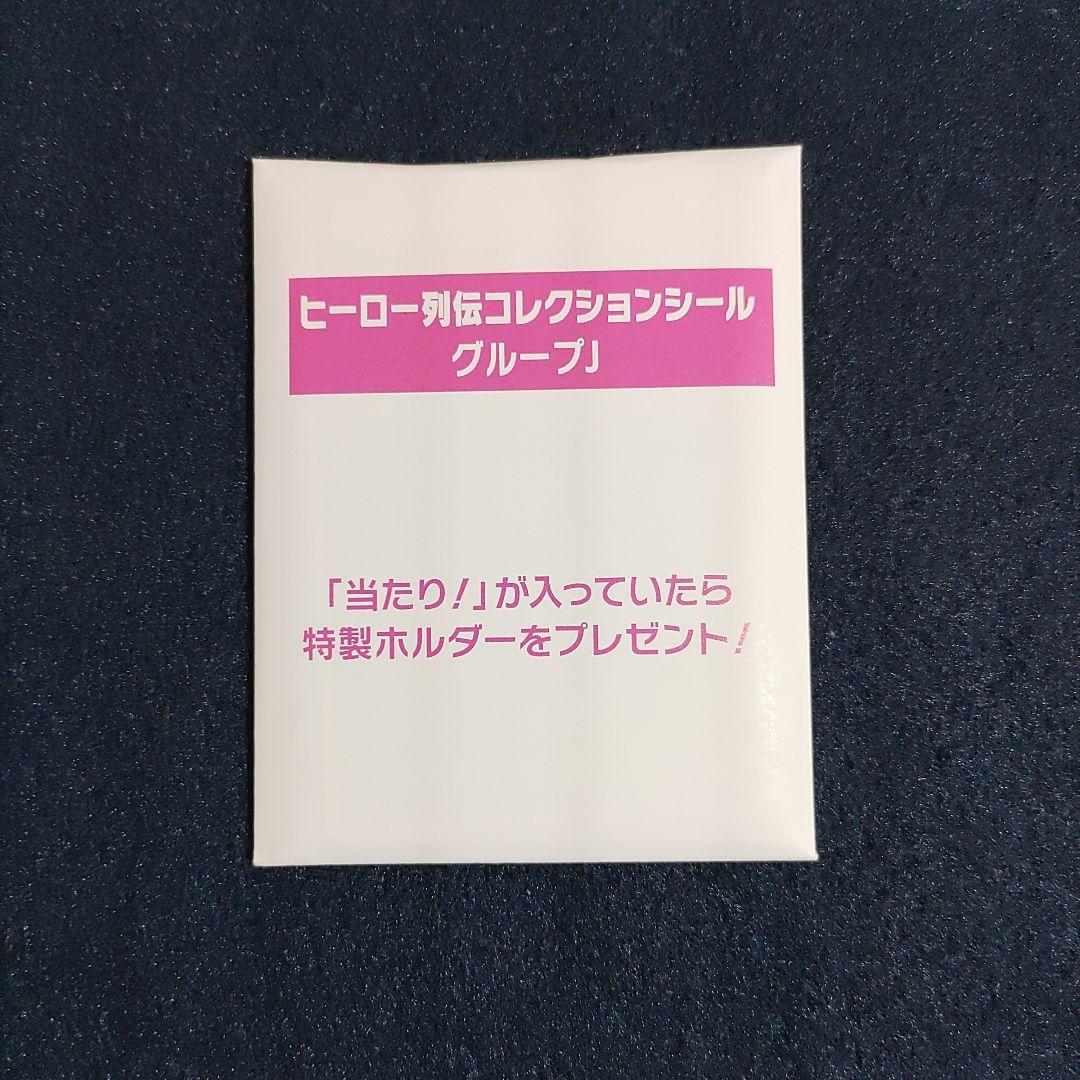 ヒーロー列伝コレクションシール
グループJ
「当たり!」が入っていたら
特製ホルダーをプレゼント!